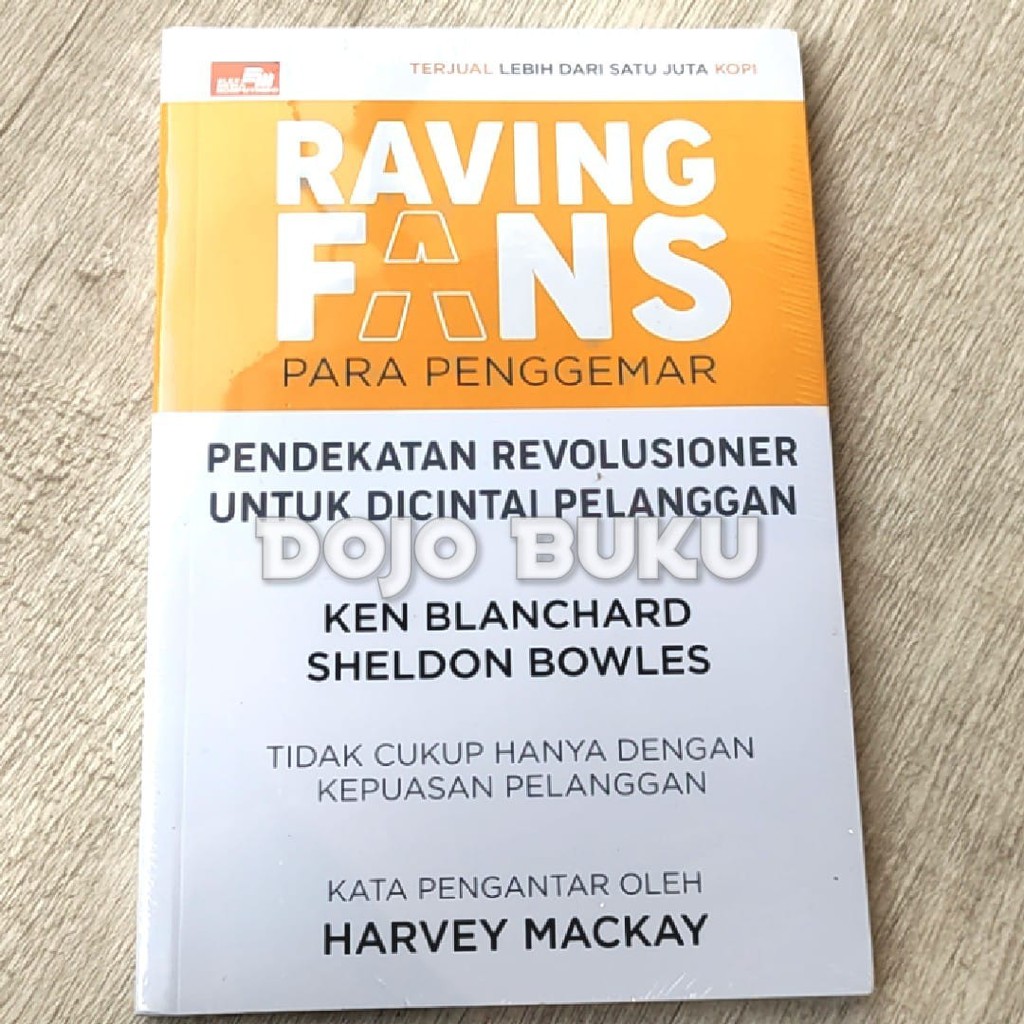 TERJUAL LEBIH DARI SATU JUTA KOPI
RAVING
FANS
PARA PENGGEMAR
PENDEKATAN REVOLUSIONER
UNTUK DICINTAI PELANGGAN
DOJO BUKU
KEN BLANCHARD
SHELDON BOWLES
TIDAK CUKUP HANYA DENGAN
KEPUASAN PELANGGAN
KATA PENGANTAR OLEH
HARVEY MACKAY